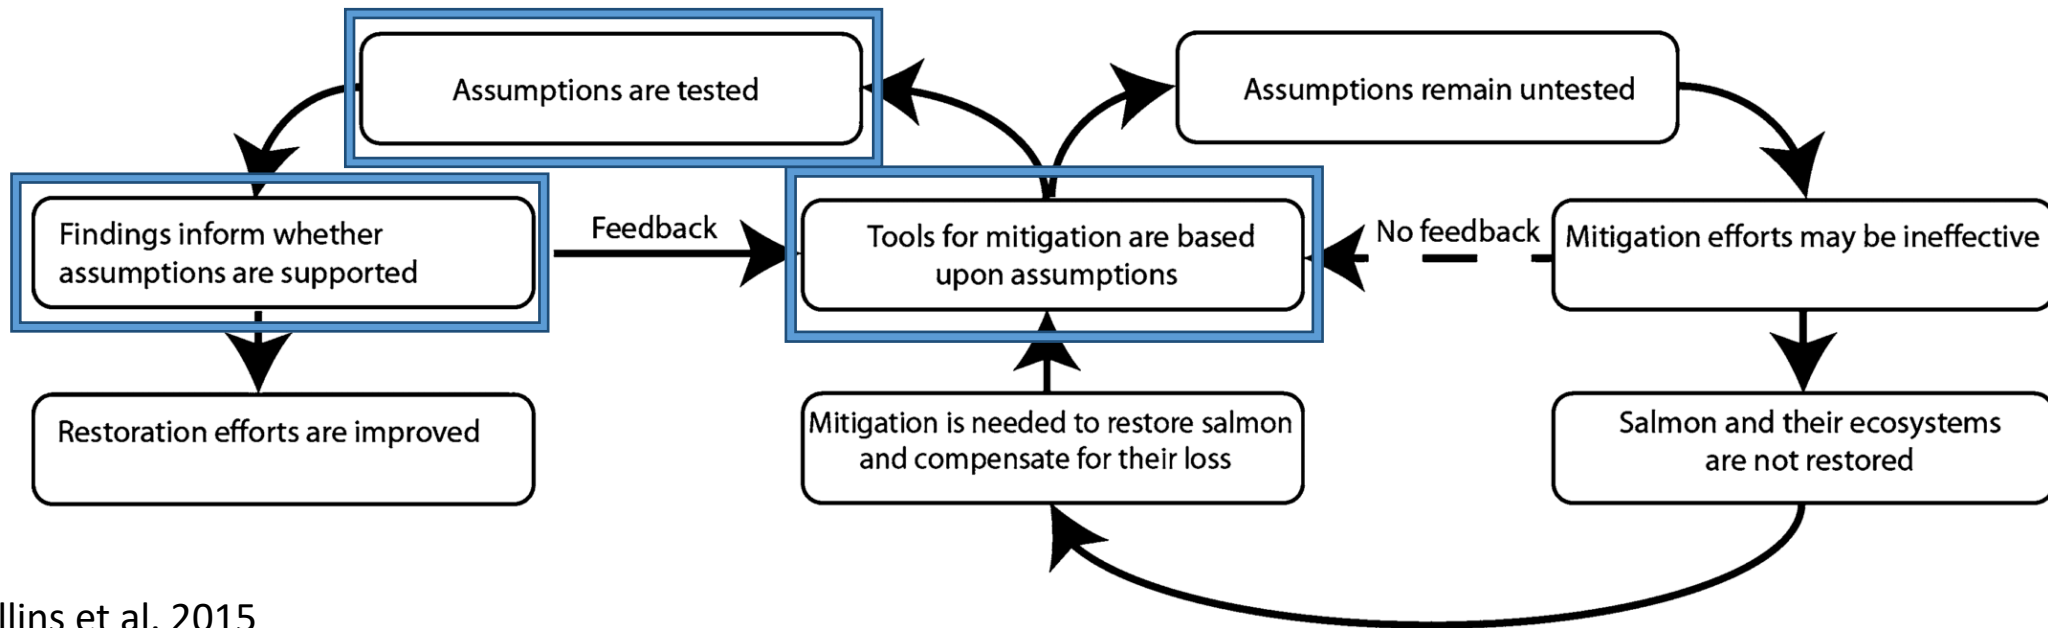 Assumptions are tested
Assumptions remain untested
Findings inform whether
assumptions are supported
Feedback
Tools for mitigation are based
upon assumptions
No feedback
Mitigation efforts may be ineffective
Restoration efforts are improved
Mitigation is needed to restore salmon
and compensate for their loss
Salmon and their ecosystems
are not restored
llins et al. 2015